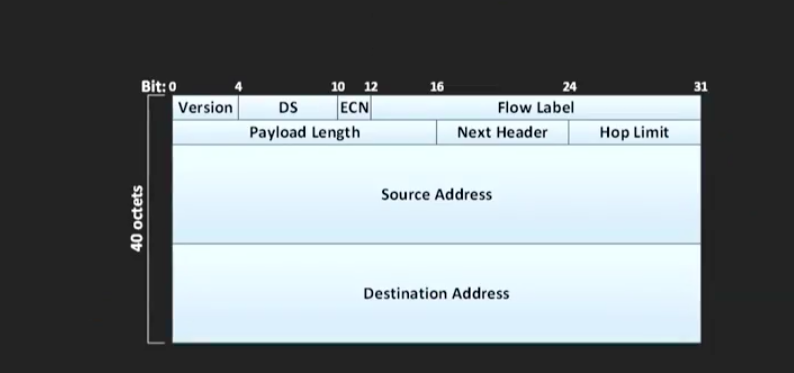 Bit: 0 4 10 12 16 24 31
Version DS ECN Flow Label
Payload Length Next Header Hop Limit
40 octets
Source Address
Destination Address